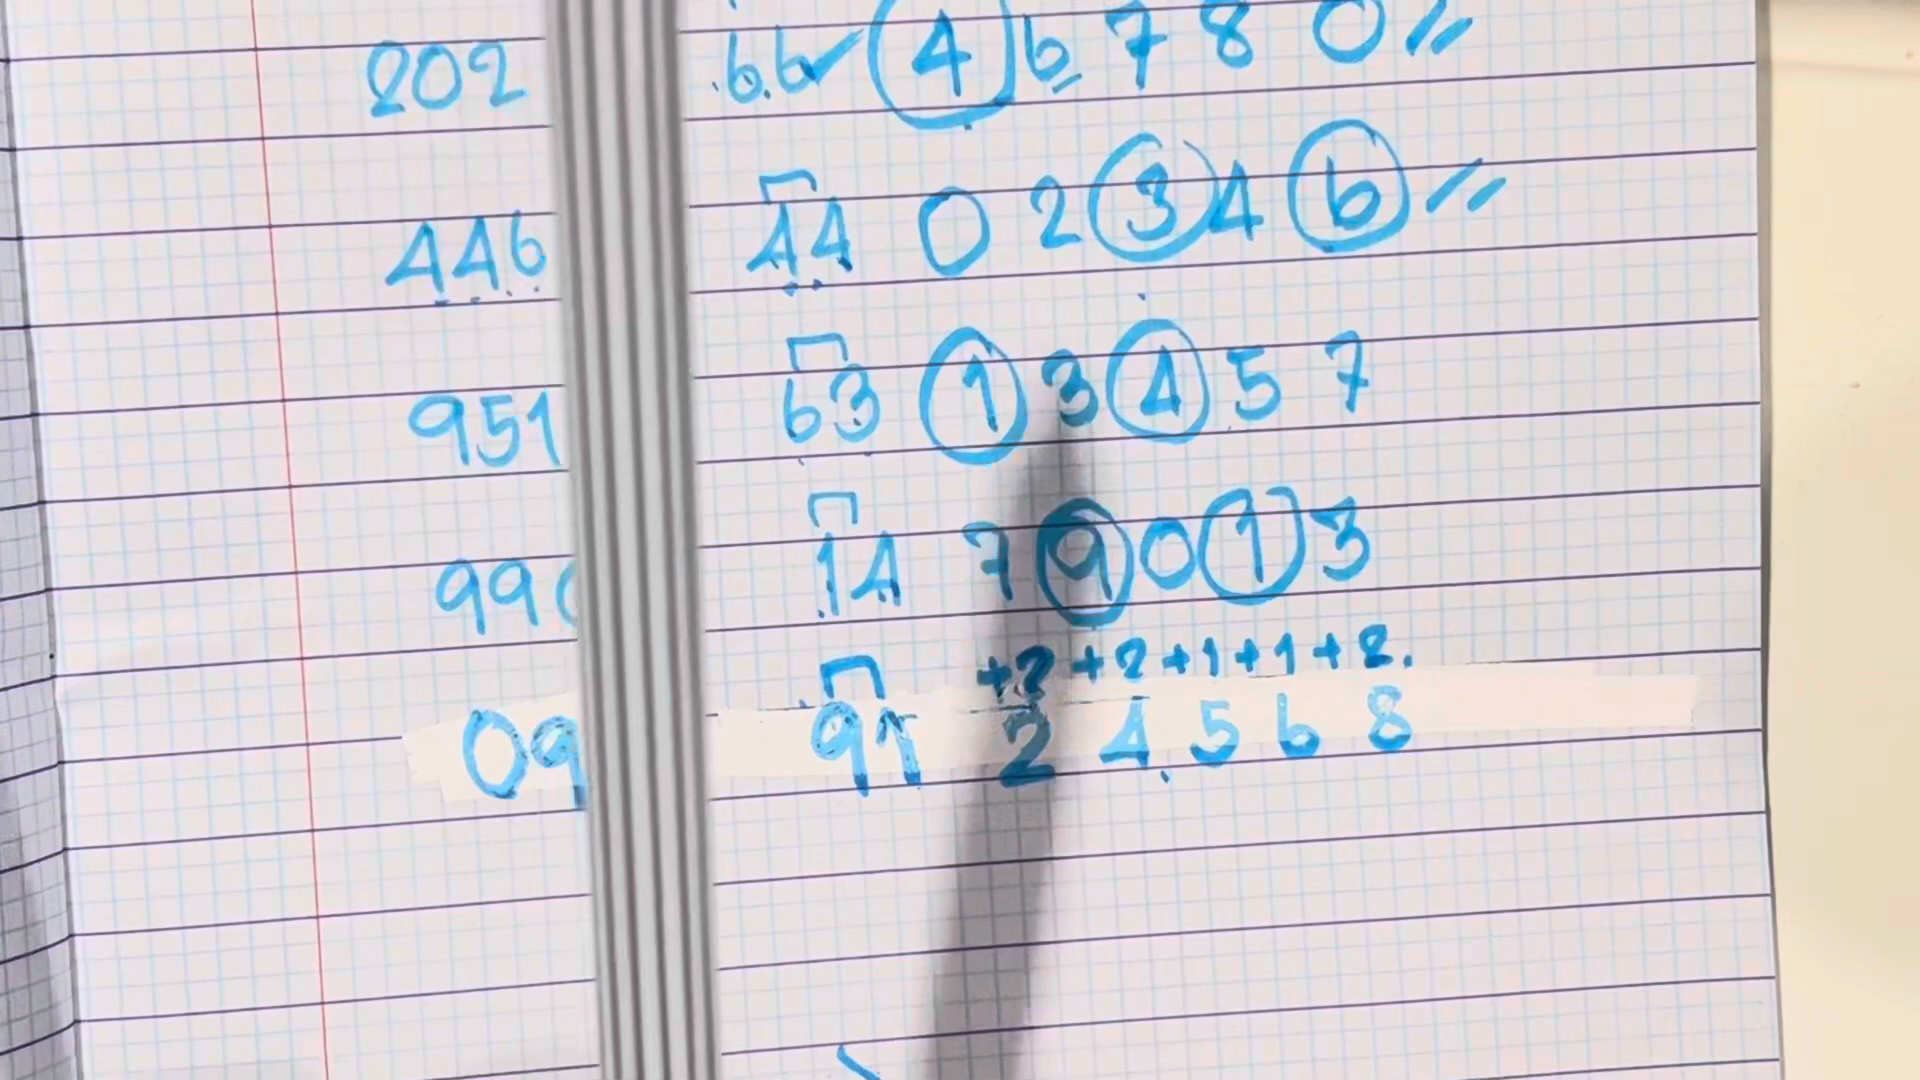 202 66 ✓ 4 6 7 8 0 //
446 44 0 2 3 4 6 //
951 63 1 3 4 5 7
99 14 7 9 0 1 3
+2 +2 +1 +1 +2.
09 91 2 4 5 6 8